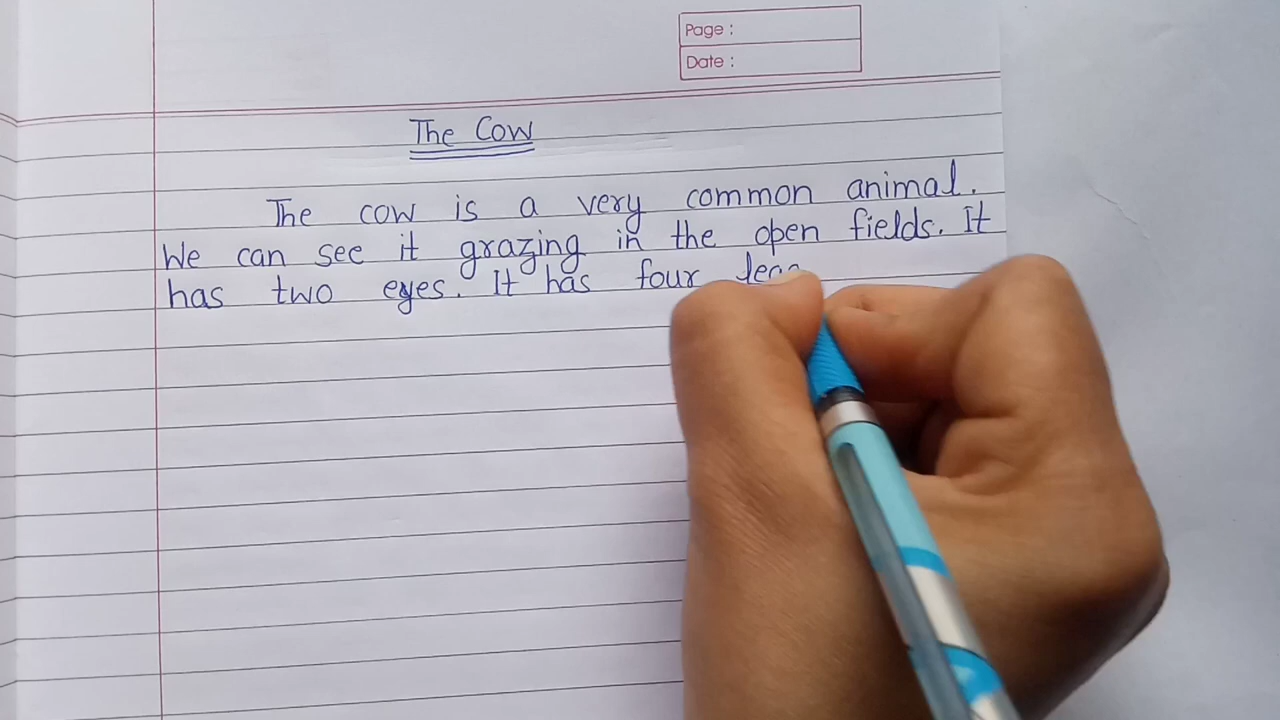 Page :
Date :
The Cow
The cow is a very common animal.
We can see it grazing in the open fields. It
has two eyes. It has four